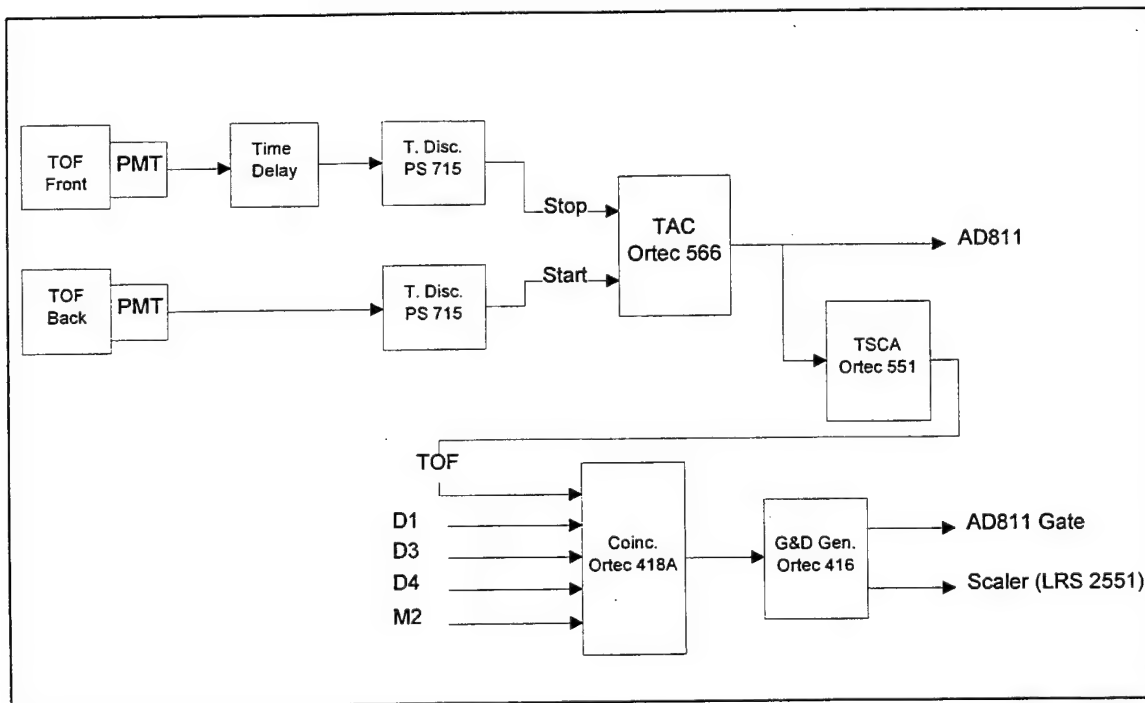 TOF
Front
PMT
Time
Delay
T. Disc.
PS 715
Stop
TAC
Ortec 566
AD811
TOF
Back
PMT
T. Disc.
PS 715
Start
TSCA
Ortec 551
TOF
D1
D3
D4
M2
Coinc.
Ortec 418A
G&D Gen.
Ortec 416
AD811 Gate
Scaler (LRS 2551)